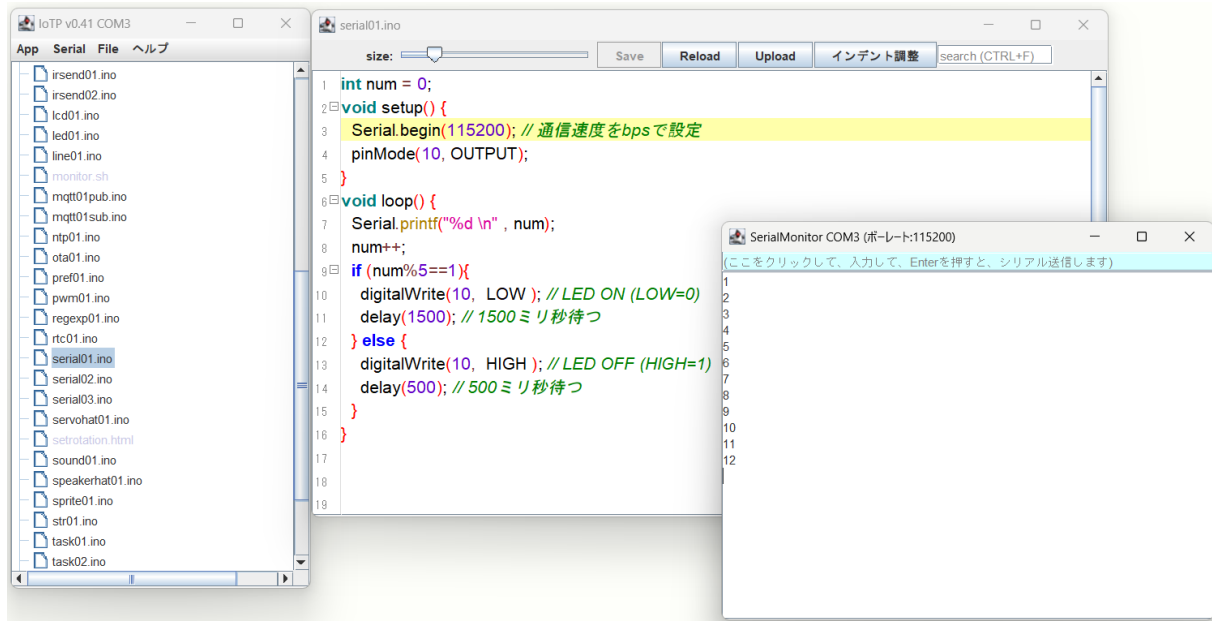 IoTP v0.41 COM3
App Serial File ヘルプ
irsend01.ino
irsend02.ino
lcd01.ino
led01.ino
line01.ino
monitor.sh
mqtt01pub.ino
mqtt01sub.ino
ntp01.ino
ota01.ino
pref01.ino
pwm01.ino
regexp01.ino
rtc01.ino
serial01.ino
serial02.ino
serial03.ino
servohat01.ino
setrotation.html
sound01.ino
speakerhat01.ino
sprite01.ino
str01.ino
task01.ino
task02.ino
serial01.ino
size: Save Reload Upload インデント調整 search (CTRL+F)
1 int num = 0;
2 void setup() {
3 Serial.begin(115200); // 通信速度をbpsで設定
4 pinMode(10, OUTPUT);
5 }
6 void loop() {
7 Serial.printf("%d \n" , num);
8 num++;
9 if (num%5==1){
10 digitalWrite(10, LOW ); // LED ON (LOW=0)
11 delay(1500); // 1500ミリ秒待つ
12 } else {
13 digitalWrite(10, HIGH ); // LED OFF (HIGH=1)
14 delay(500); // 500ミリ秒待つ
15 }
16 }
17
18
19
SerialMonitor COM3 (ボーレート:115200)
(ここをクリックして、入力して、Enterを押すと、シリアル送信します)
1
2
3
4
5
6
7
8
9
10
11
12